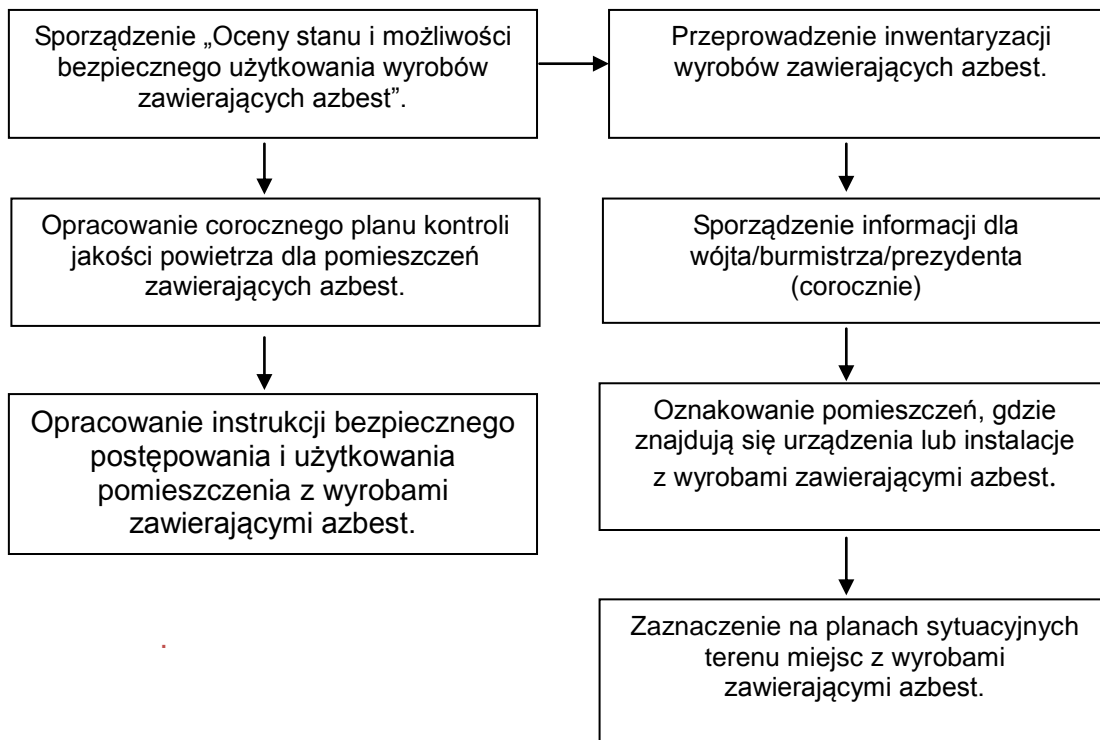 Sporządzenie „Oceny stanu i możliwości
bezpiecznego użytkowania wyrobów
zawierających azbest”.
Przeprowadzenie inwentaryzacji
wyrobów zawierających azbest.
Opracowanie corocznego planu kontroli
jakości powietrza dla pomieszczeń
zawierających azbest.
Sporządzenie informacji dla
wójta/burmistrza/prezydenta
(corocznie)
Opracowanie instrukcji bezpiecznego
postępowania i użytkowania
pomieszczenia z wyrobami
zawierającymi azbest.
Oznakowanie pomieszczeń, gdzie
znajdują się urządzenia lub instalacje
z wyrobami zawierającymi azbest.
Zaznaczenie na planach sytuacyjnych
terenu miejsc z wyrobami
zawierającymi azbest.